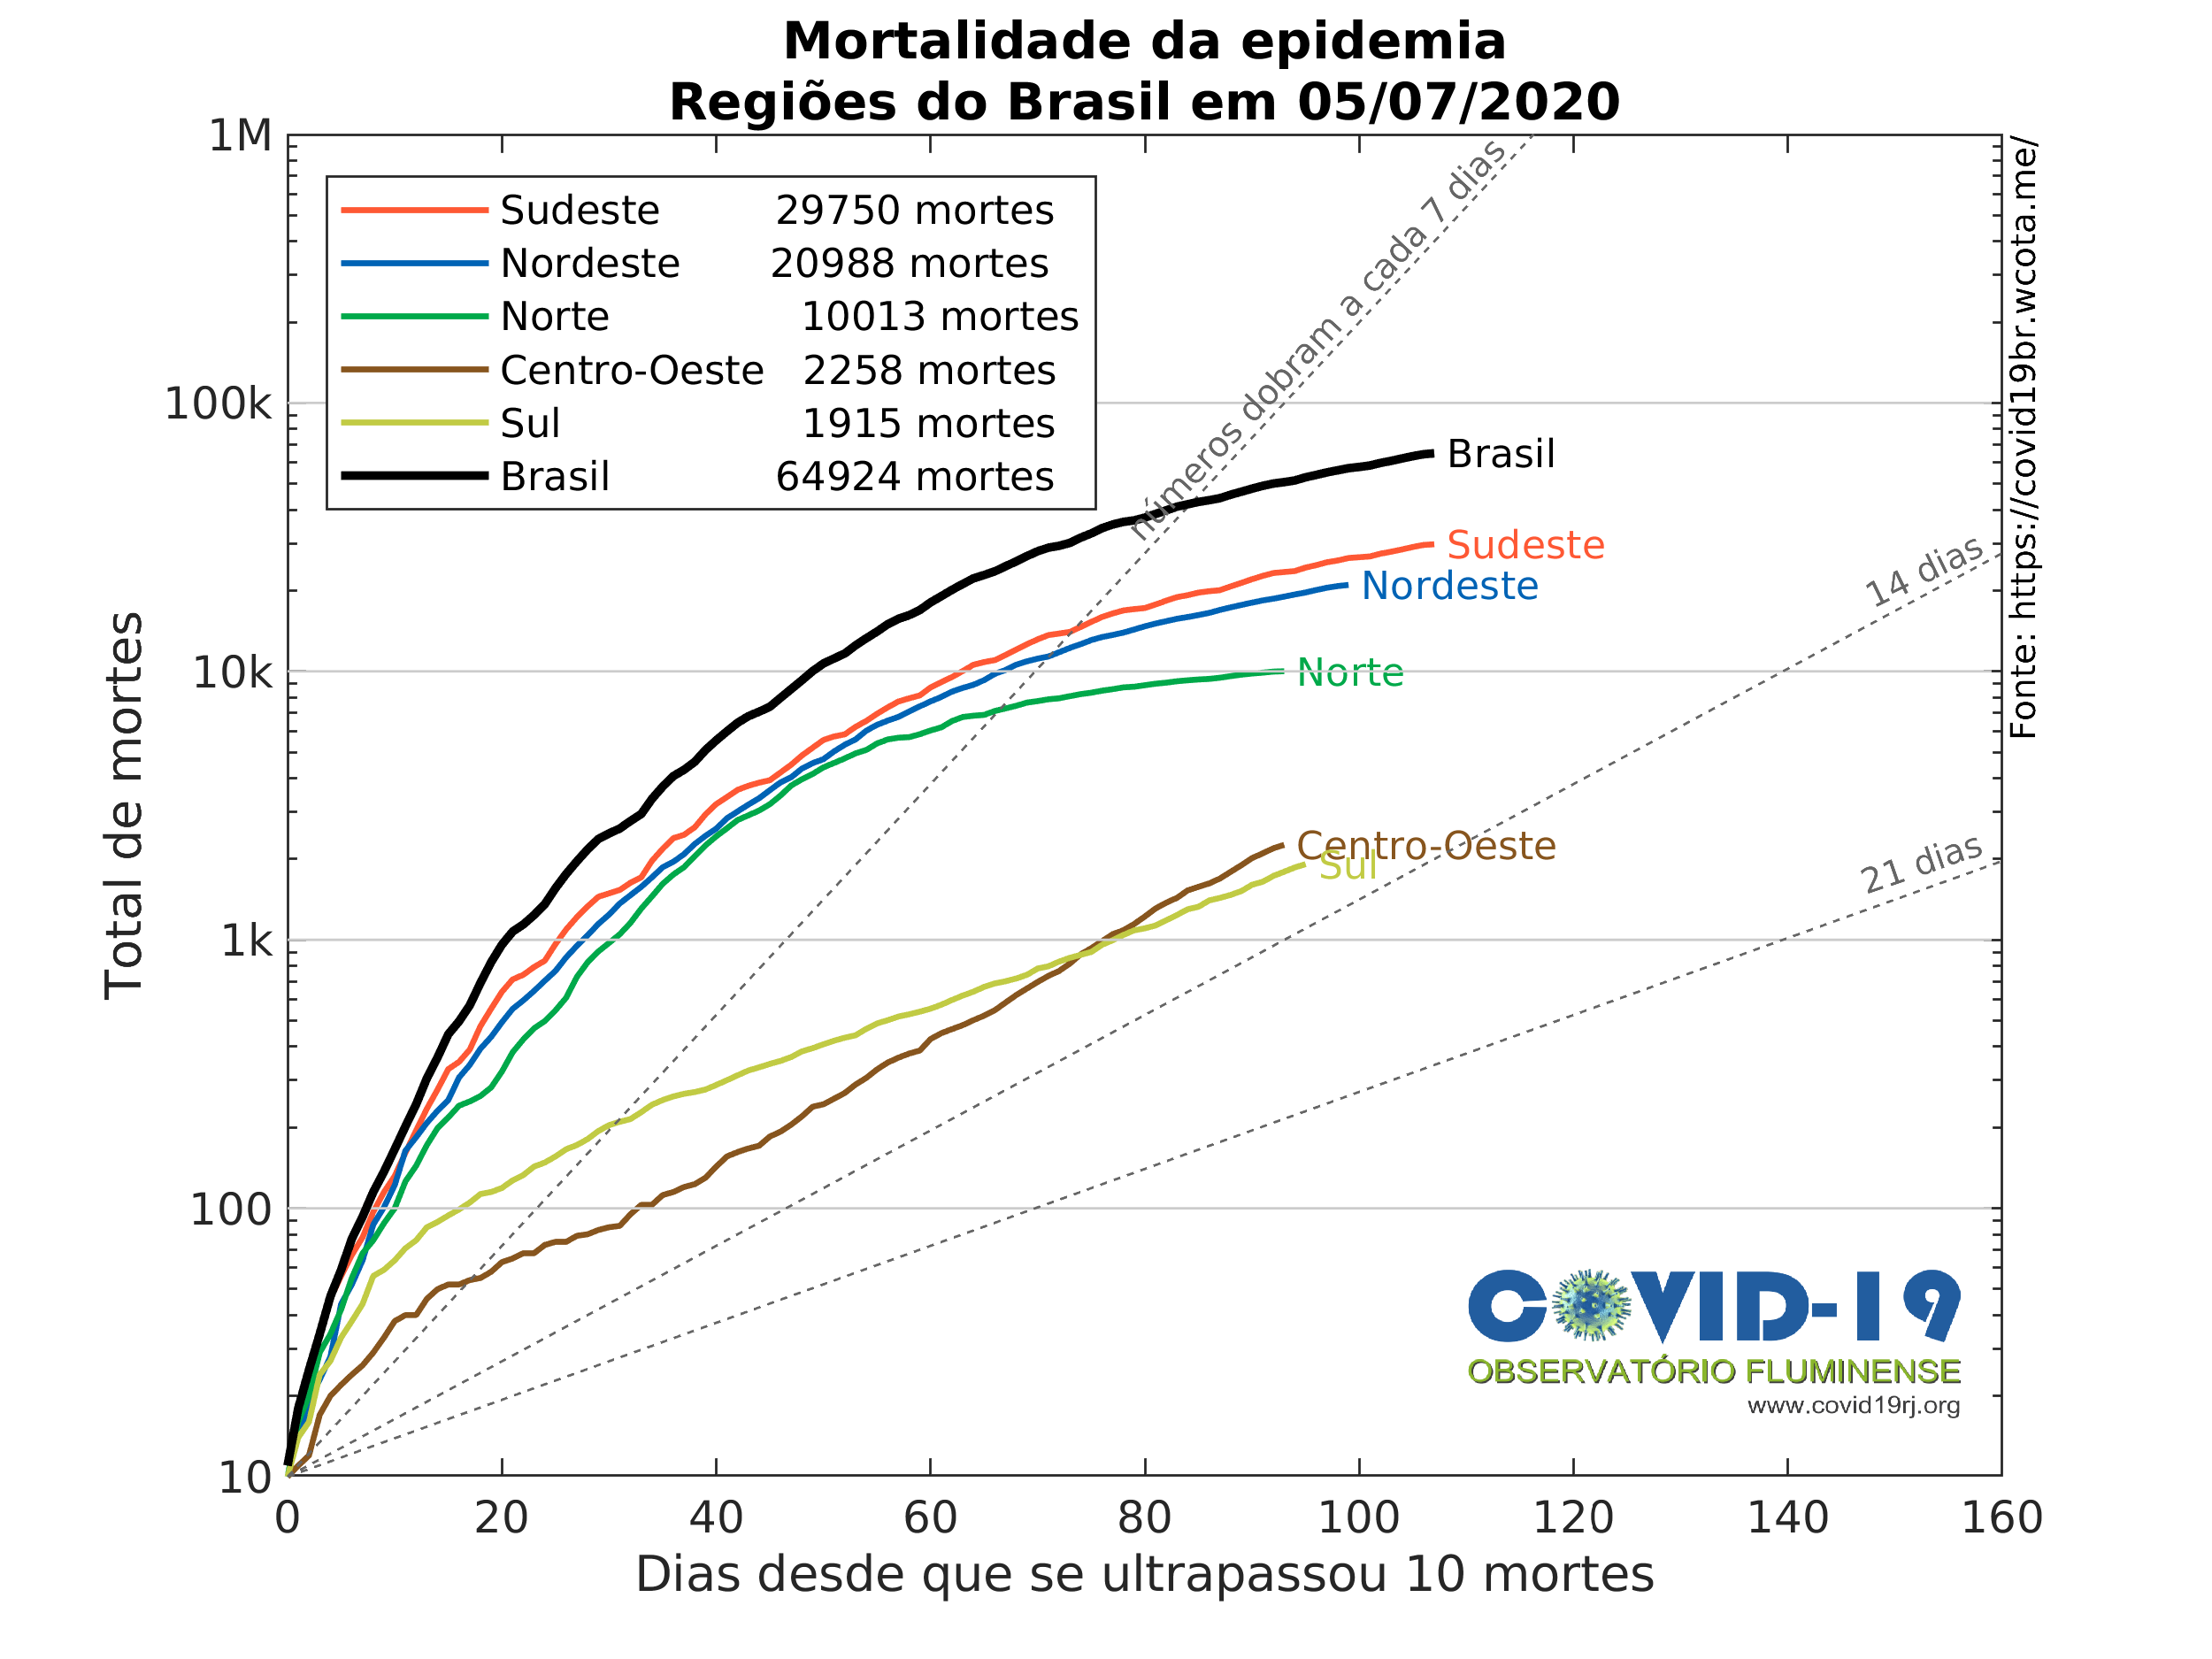 Mortalidade da epidemia
Regiões do Brasil em 05/07/2020
1M
100k
10k
1k
100
10
Total de mortes
Sudeste 29750 mortes
Nordeste 20988 mortes
Norte 10013 mortes
Centro-Oeste 2258 mortes
Sul 1915 mortes
Brasil 64924 mortes
números dobram a cada 7 dias
14 dias
21 dias
Brasil
Sudeste
Nordeste
Norte
Centro-Oeste
Sul
Fonte: https://covid19br.wcota.me/
COVID-19
OBSERVATÓRIO FLUMINENSE
www.covid19rj.org
0 20 40 60 80 100 120 140 160
Dias desde que se ultrapassou 10 mortes